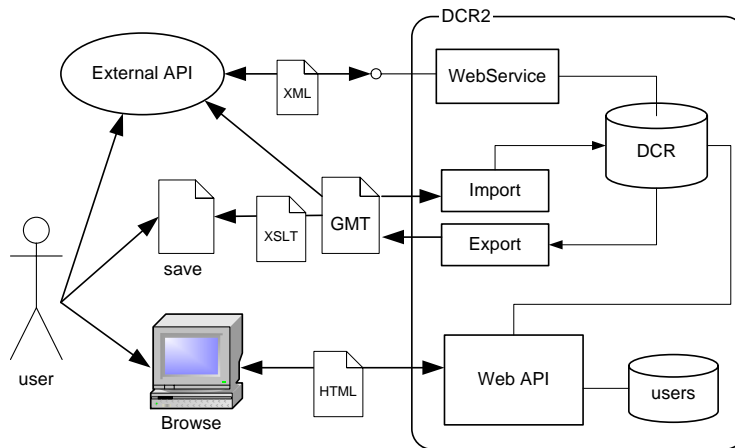 DCR2
External API
XML
WebService
DCR
Import
GMT
XSLT
Export
save
user
HTML
Web API
users
Browse